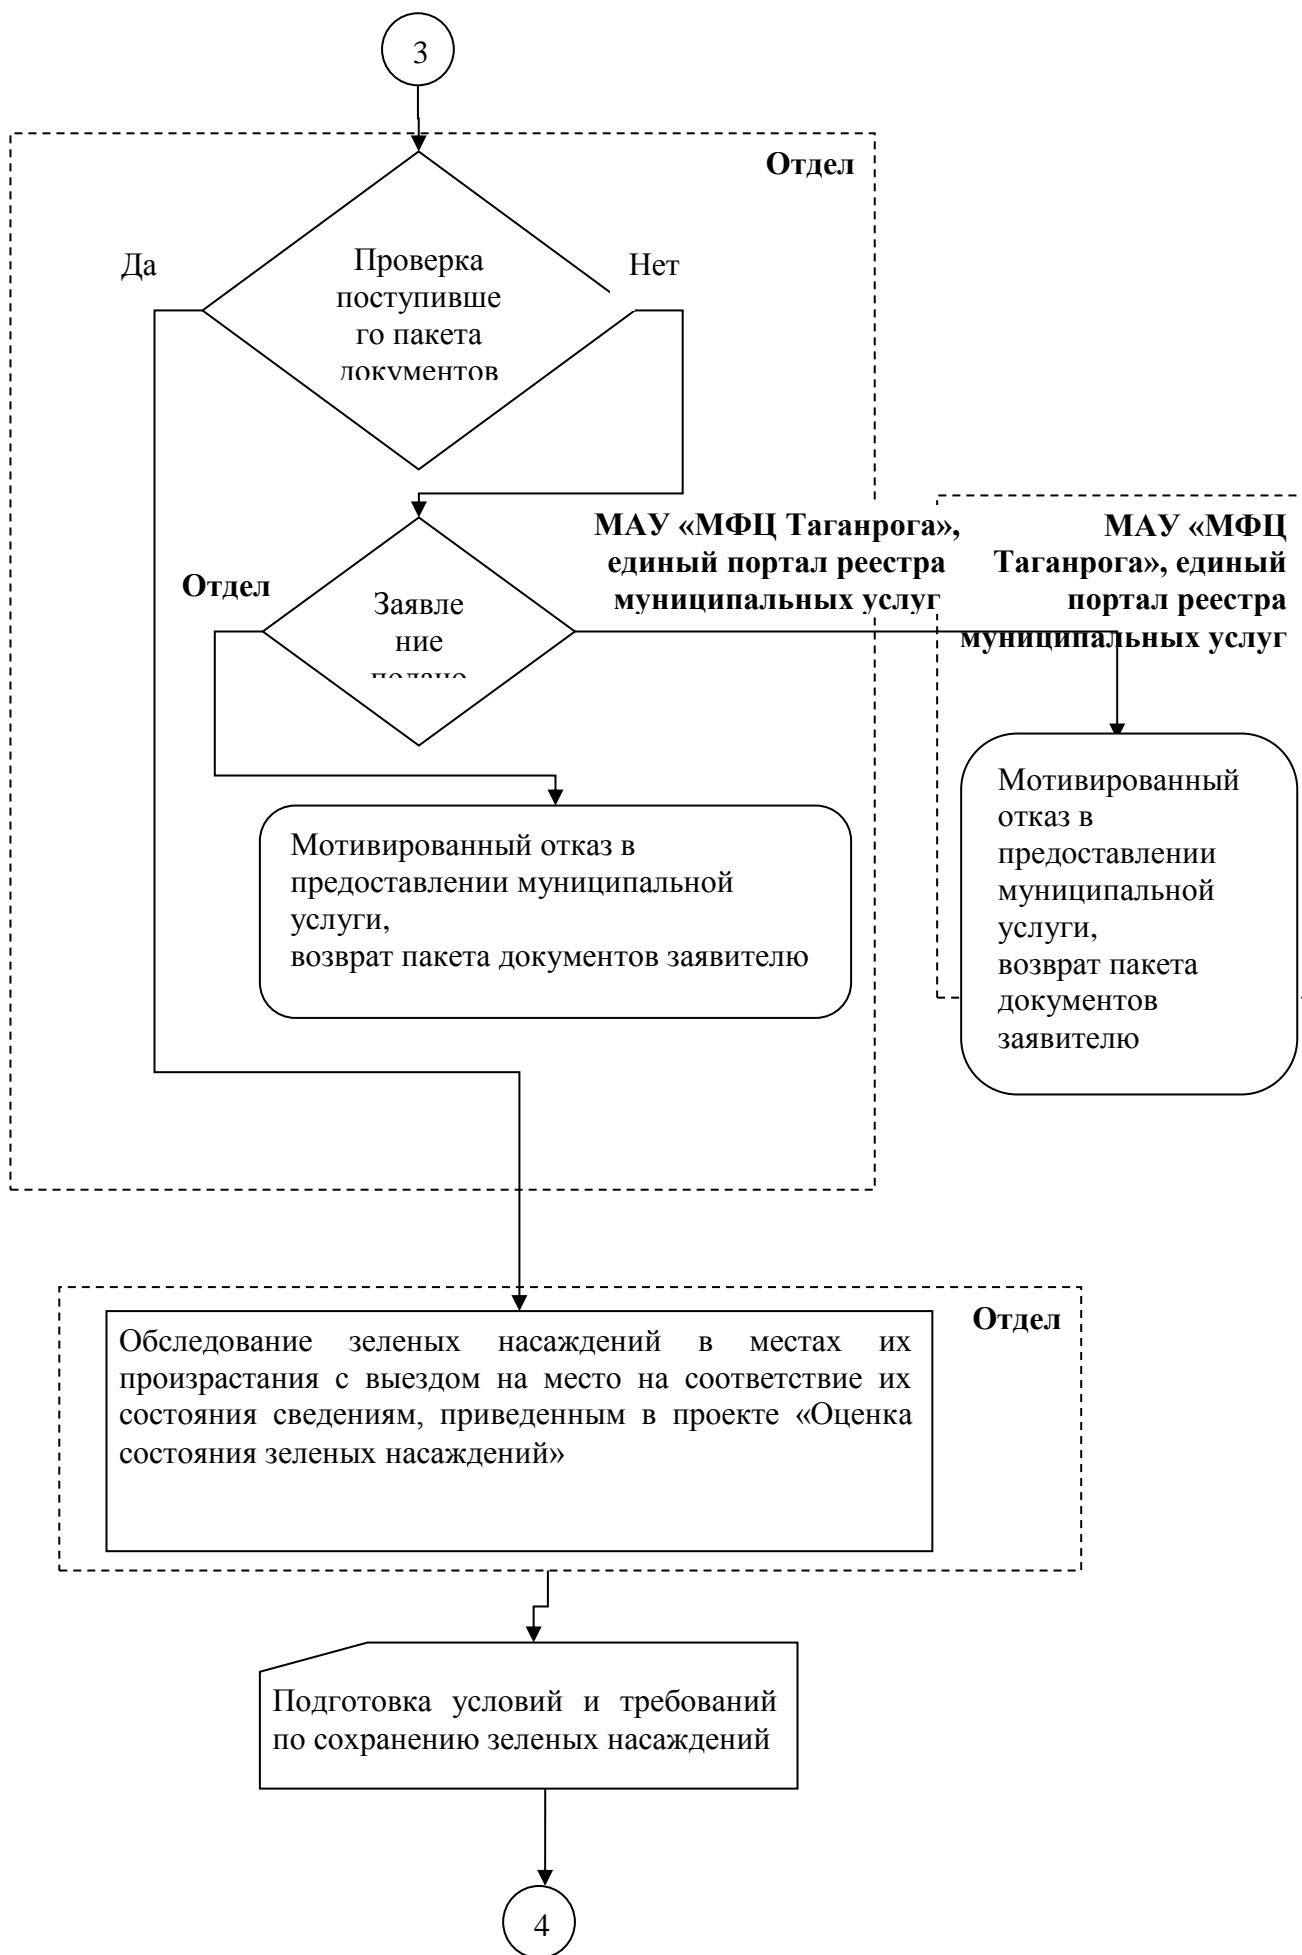 3
Отдел
Да
Нет
Проверка
поступивше
го пакета
документов
МАУ «МФЦ Таганрога»,
единый портал реестра
муниципальных услуг
МАУ «МФЦ
Таганрога», единый
портал реестра
муниципальных услуг
Отдел
Заявле
ние
подано
Мотивированный отказ в
предоставлении муниципальной
услуги,
возврат пакета документов заявителю
Мотивированный
отказ в
предоставлении
муниципальной
услуги,
возврат пакета
документов
заявителю
Отдел
Обследование зеленых насаждений в местах их
произрастания с выездом на место на соответствие их
состояния сведениям, приведенным в проекте «Оценка
состояния зеленых насаждений»
Подготовка условий и требований
по сохранению зеленых насаждений
4